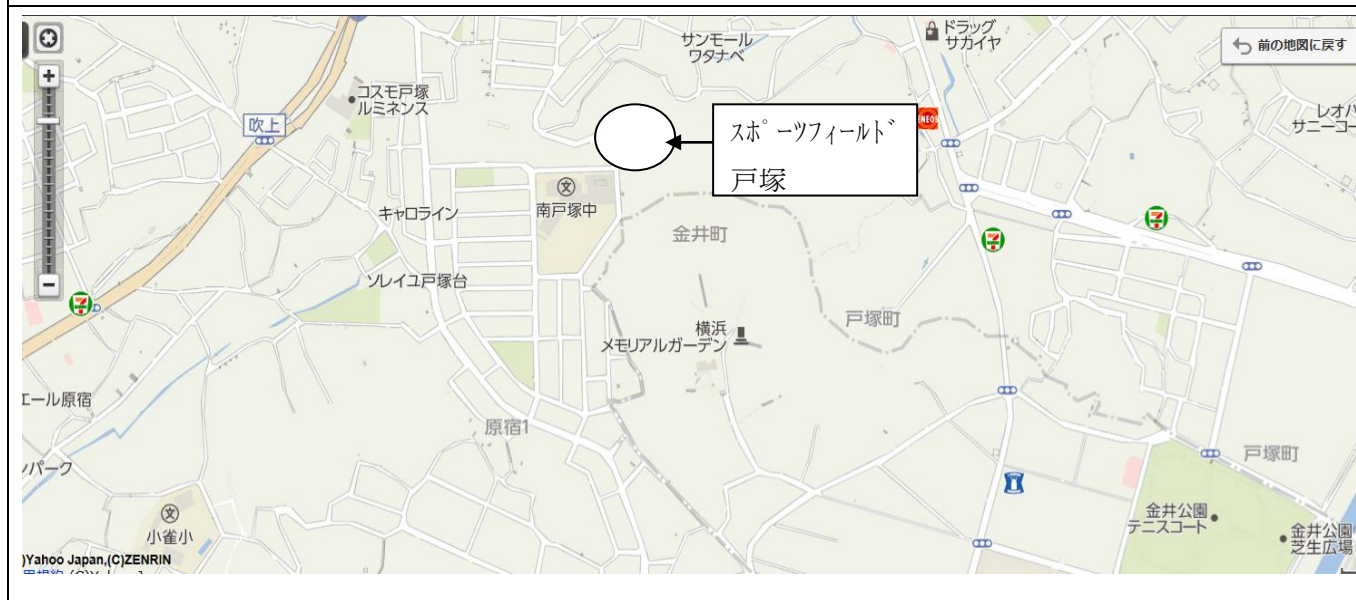 サンモール
ワタナベ
ドラッグ
サカイヤ
前の地図に戻す
コスモ戸塚
ルミネンス
吹上
ENEOS
レオパ
サニーコー
スポーツフィールド
戸塚
南戸塚中
キャロライン
金井町
ソレイユ戸塚台
戸塚町
横浜
メモリアルガーデン
エール原宿
原宿1
戸塚町
パーク
小雀小
金井公園
テニスコート
金井公園
芝生広場
)Yahoo Japan,(C)ZENRIN